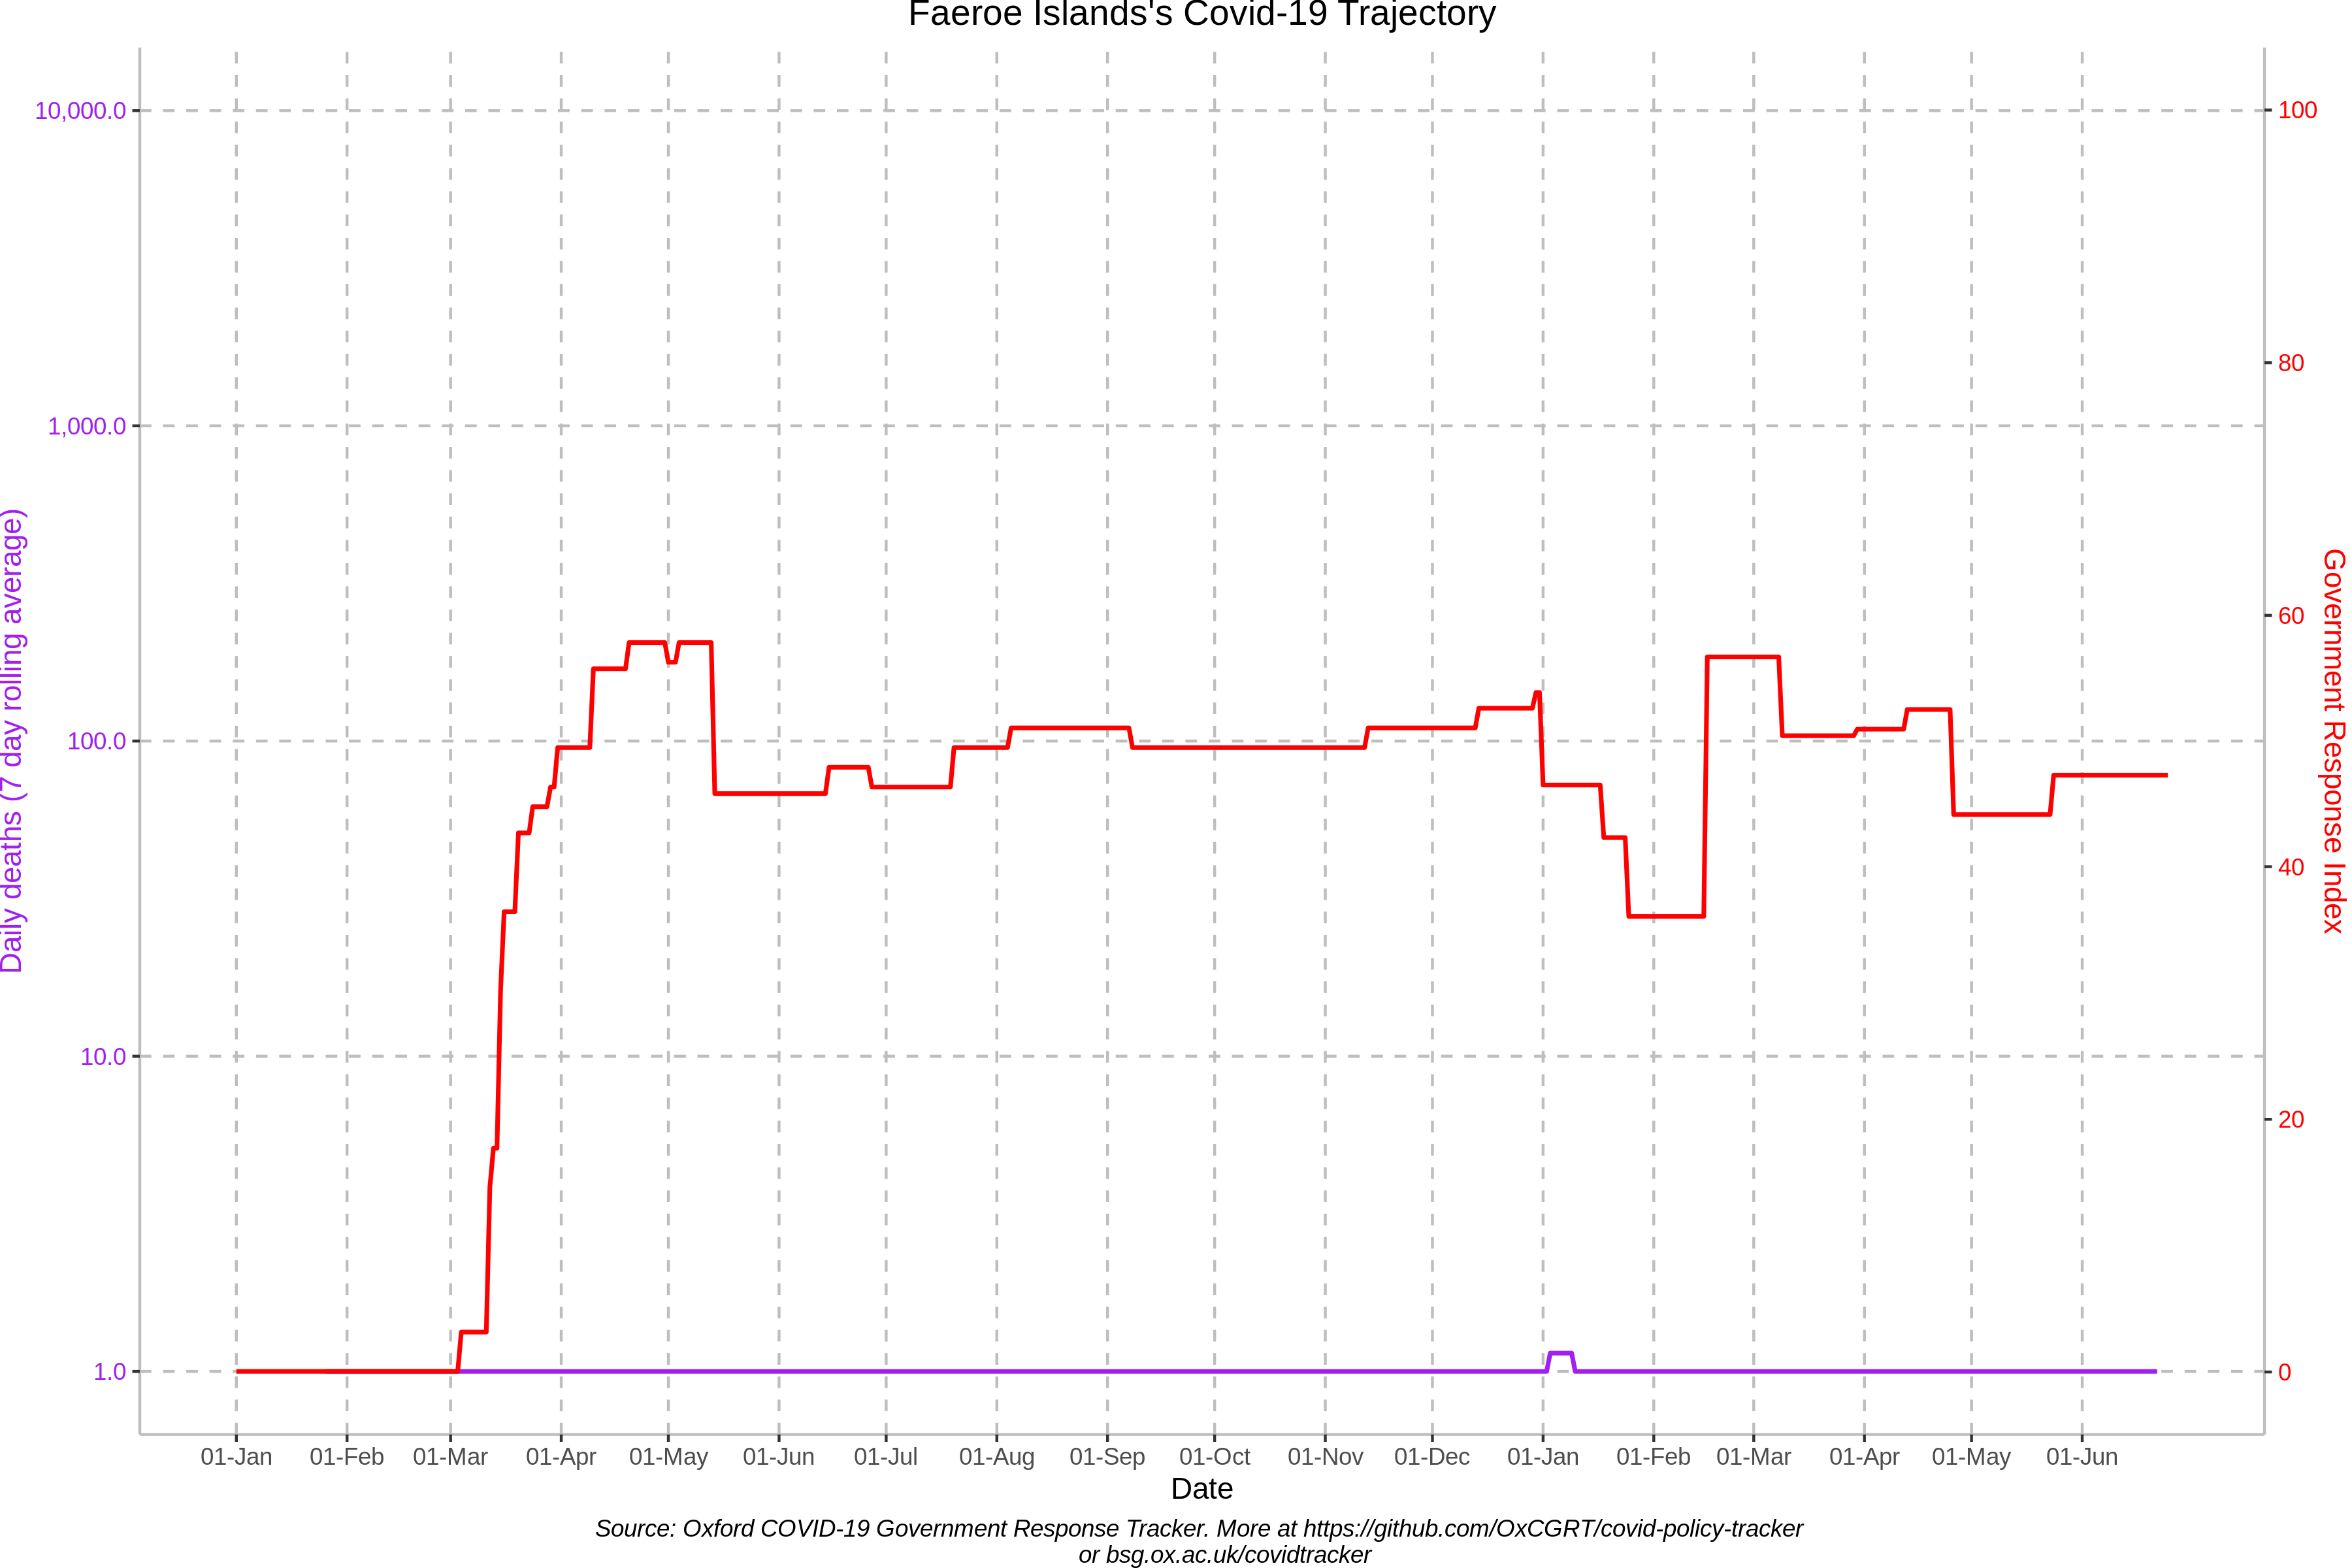 Faeroe Islands's Covid-19 Trajectory
10,000.0
1,000.0
100.0
10.0
1.0
Daily deaths (7 day rolling average)
100
80
60
40
20
0
Government Response Index
01-Jan 01-Feb 01-Mar 01-Apr 01-May 01-Jun 01-Jul 01-Aug 01-Sep 01-Oct 01-Nov 01-Dec 01-Jan 01-Feb 01-Mar 01-Apr 01-May 01-Jun
Date
Source: Oxford COVID-19 Government Response Tracker. More at https://github.com/OxCGRT/covid-policy-tracker
or bsg.ox.ac.uk/covidtracker